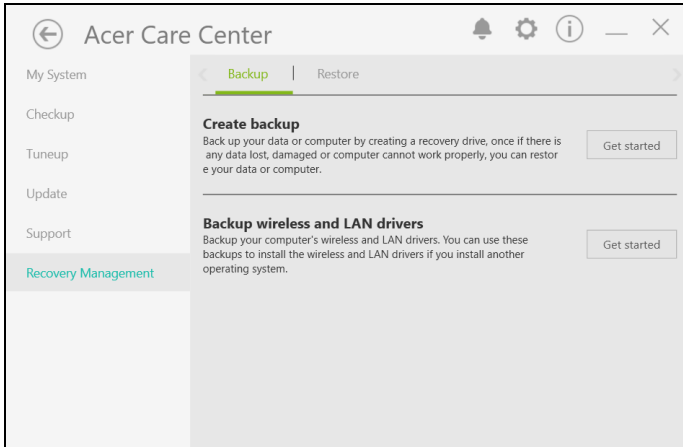 Acer Care Center
My System
Checkup
Tuneup
Update
Support
Recovery Management
Backup | Restore
Create backup
Back up your data or computer by creating a recovery drive, once if there is
any data lost, damaged or computer cannot work properly, you can restor
e your data or computer.
Get started
Backup wireless and LAN drivers
Backup your computer's wireless and LAN drivers. You can use these
backups to install the wireless and LAN drivers if you install another
operating system.
Get started